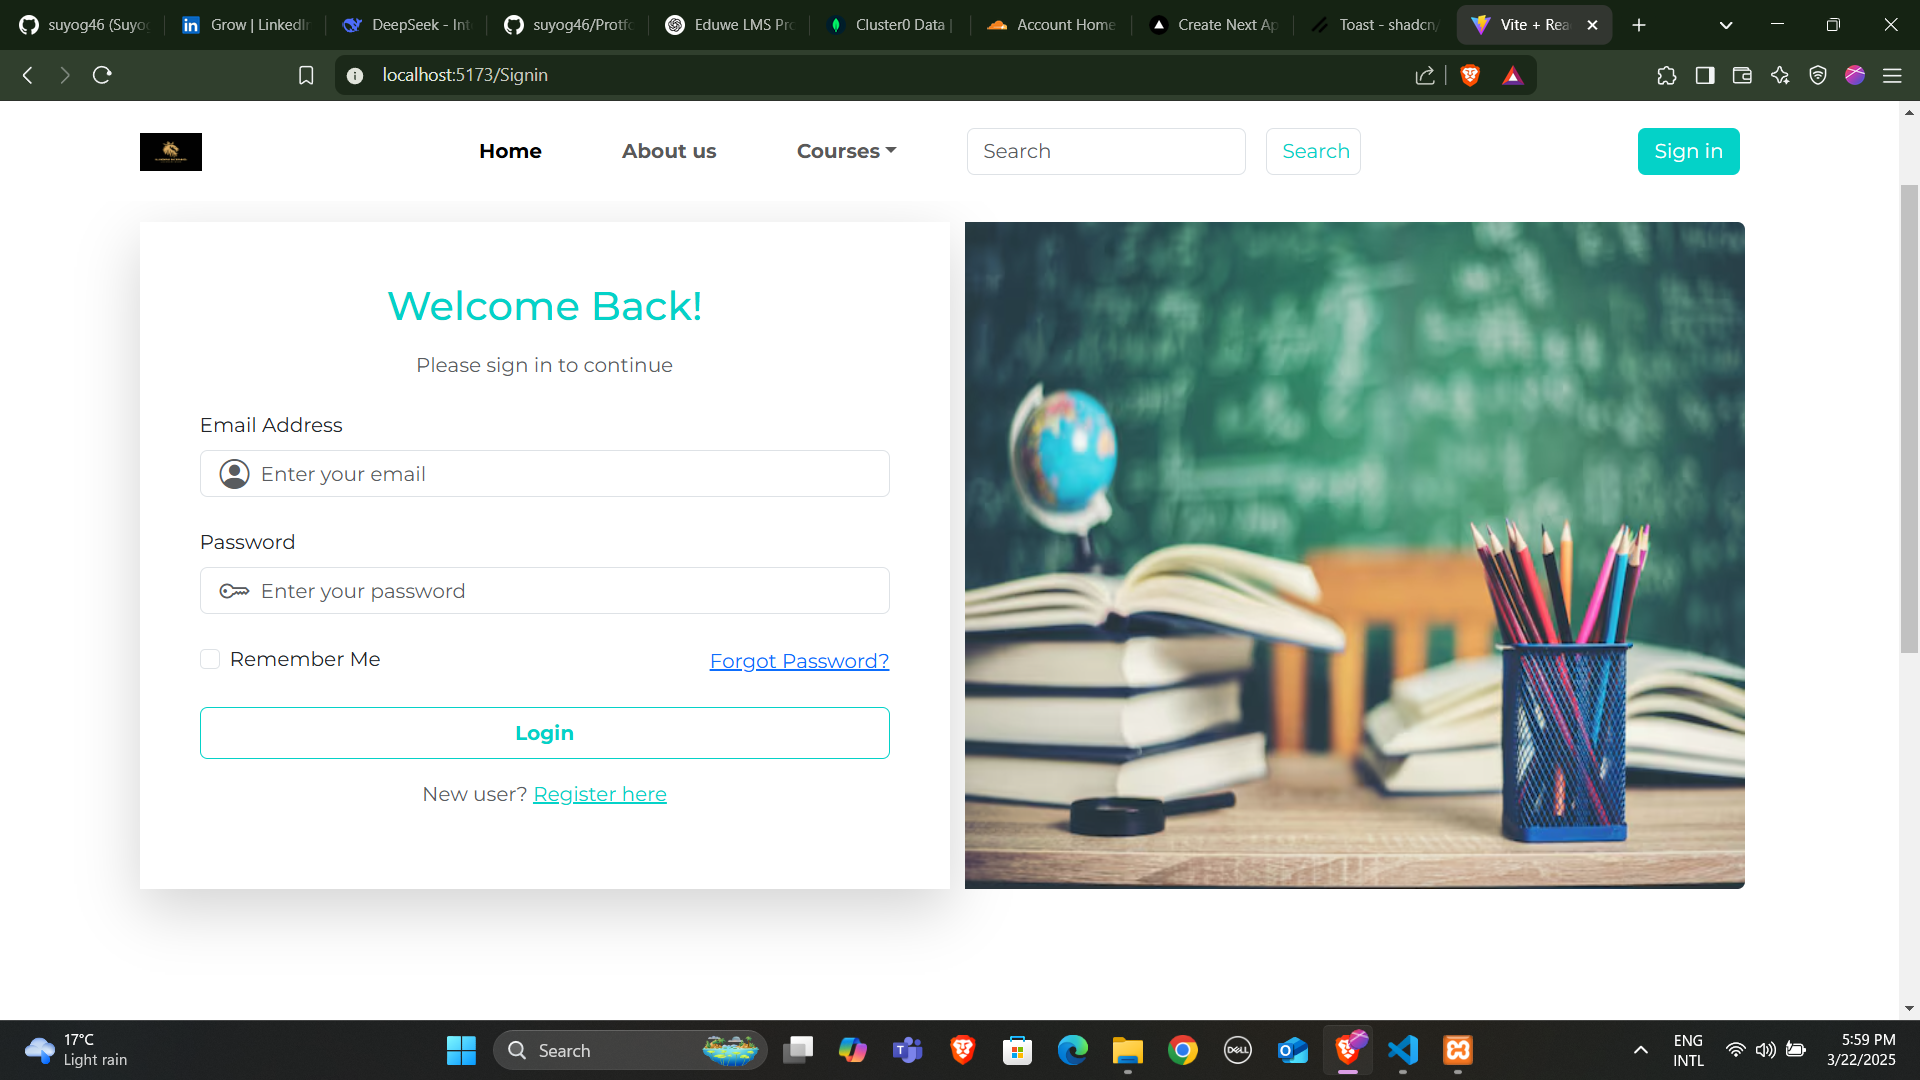 suyog46 (Suyog
Grow | LinkedIn
DeepSeek - Int
suyog46/Protfo
Eduwe LMS Pro
Cluster0 Data |
Account Home
Create Next Ap
Toast - shadcn/
Vite + Rea
localhost:5173/Signin
Home
About us
Courses
Search
Search
Sign in
Welcome Back!
Please sign in to continue
Email Address
Enter your email
Password
Enter your password
Remember Me
Forgot Password?
Login
New user? Register here
17°C
Light rain
Search
DELL
ENG
INTL
5:59 PM
3/22/2025